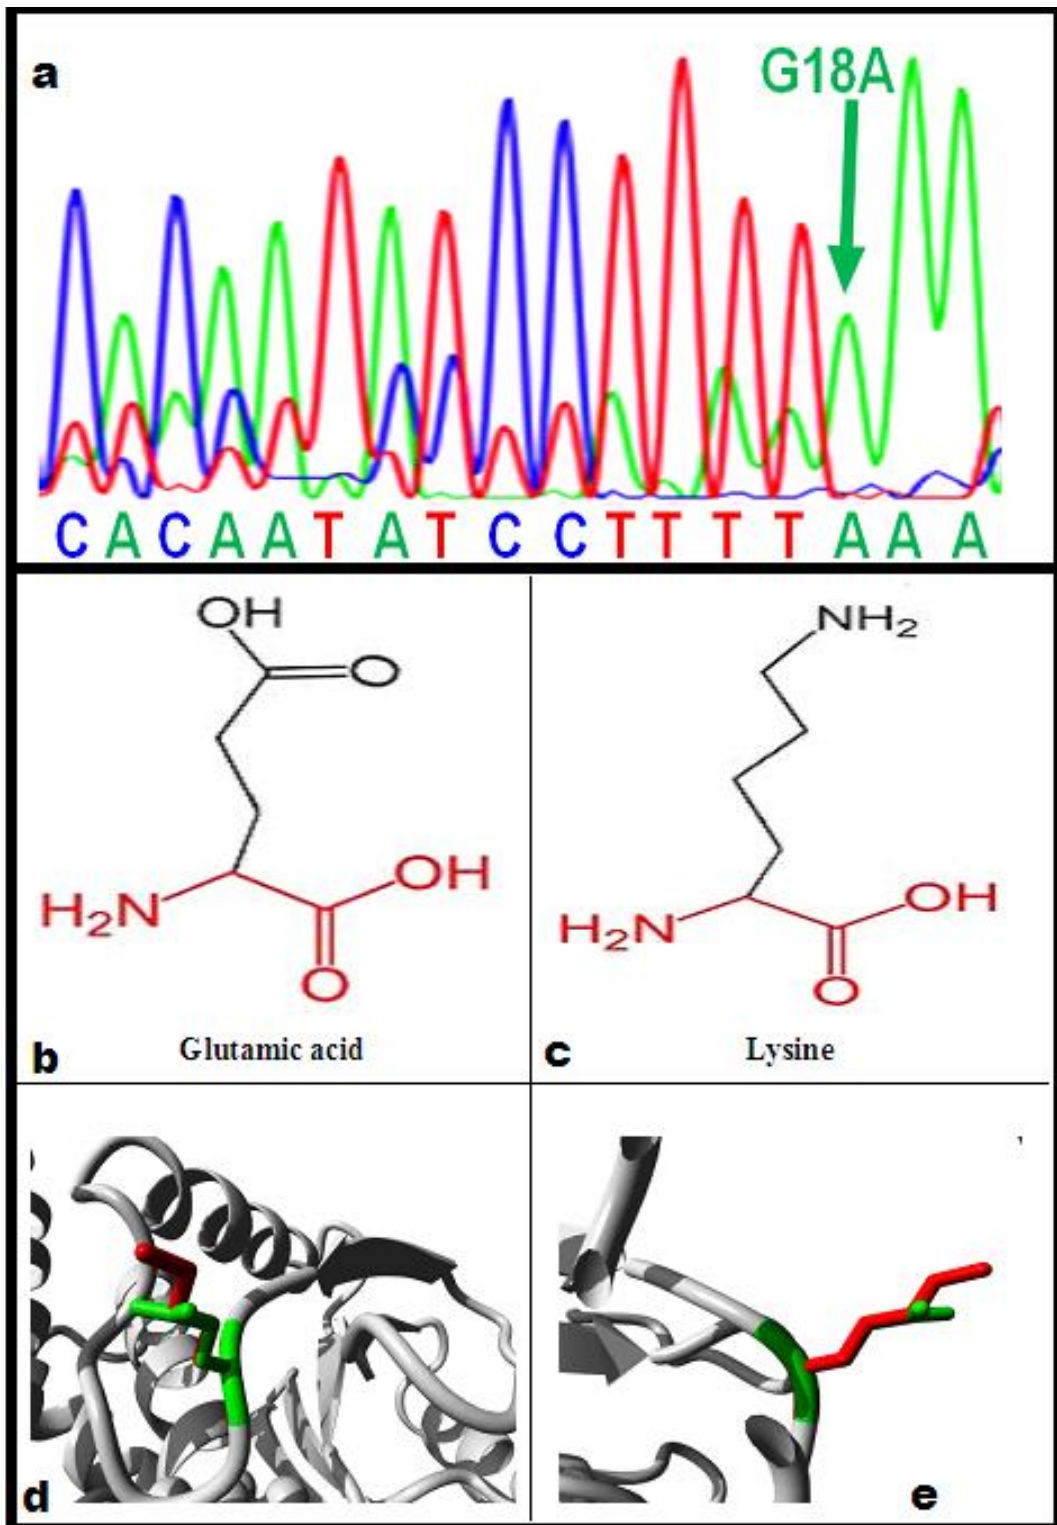 a
G18A
C A C A A T A T C C T T T T A A A
OH
O
H₂N
OH
O
b
Glutamic acid
NH₂
H₂N
OH
O
c
Lysine
d
e